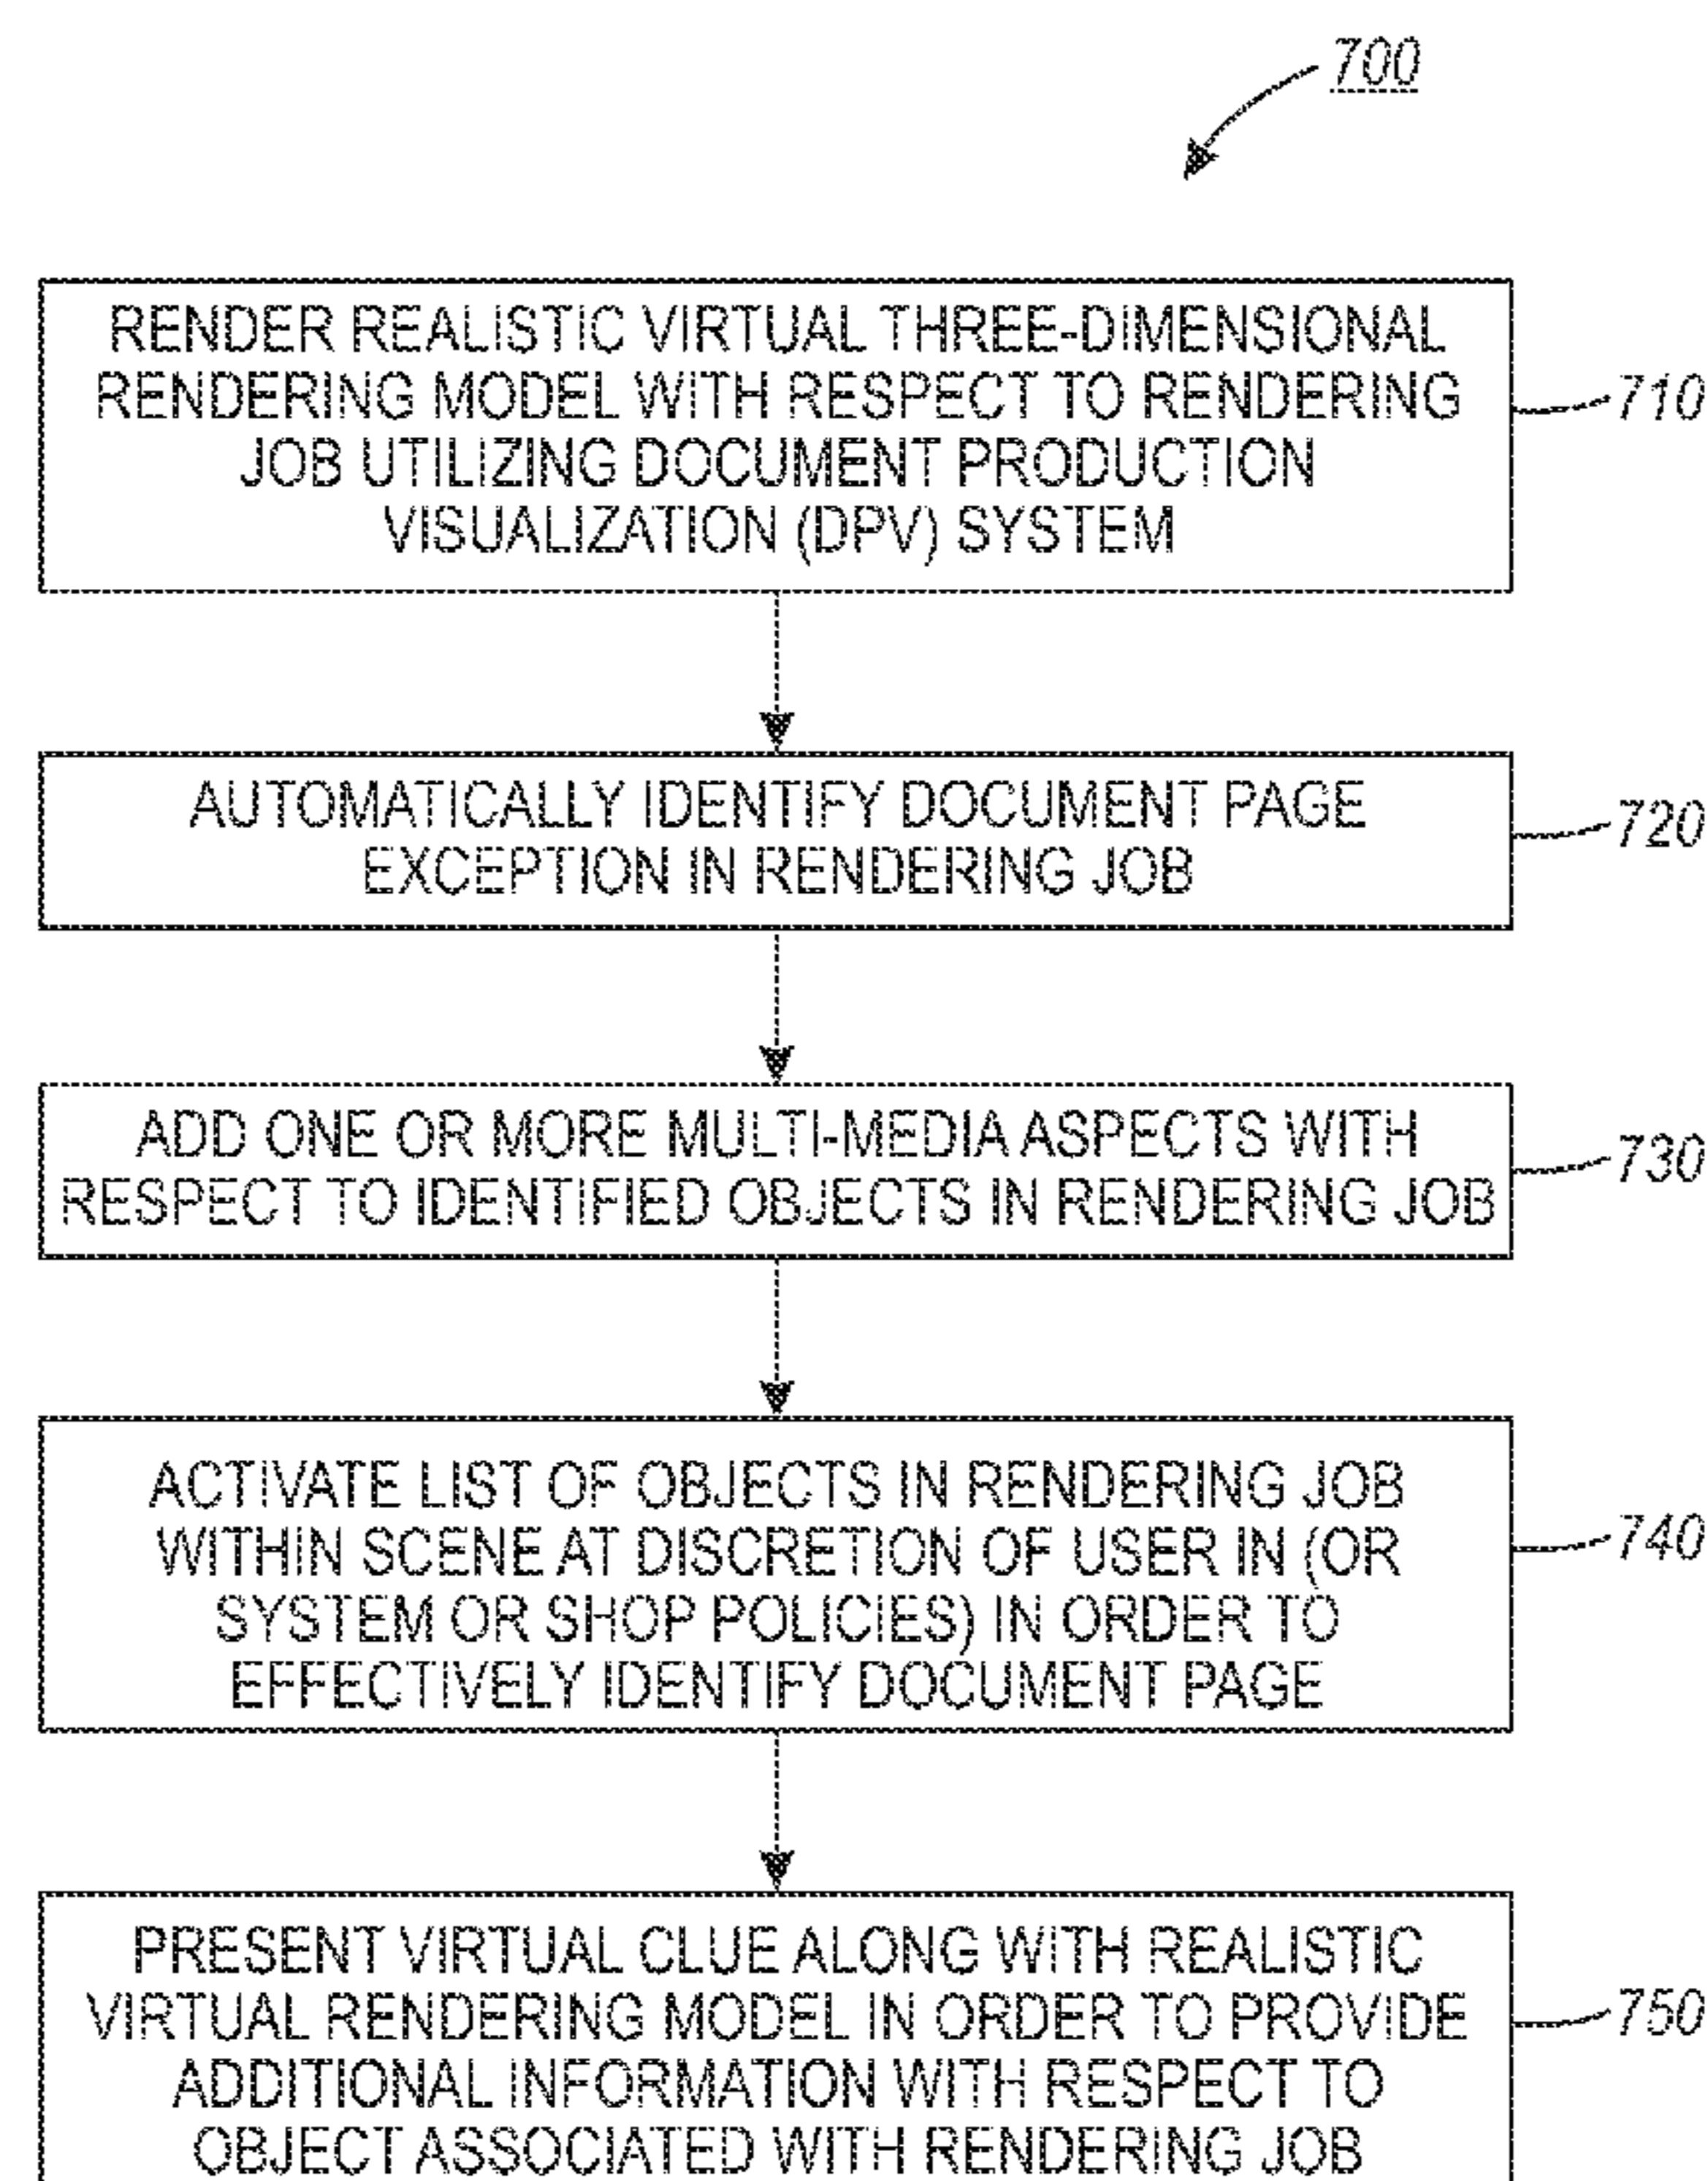 700
RENDER REALISTIC VIRTUAL THREE-DIMENSIONAL
RENDERING MODEL WITH RESPECT TO RENDERING
JOB UTILIZING DOCUMENT PRODUCTION
VISUALIZATION (DPV) SYSTEM
710
AUTOMATICALLY IDENTIFY DOCUMENT PAGE
EXCEPTION IN RENDERING JOB
720
ADD ONE OR MORE MULTI-MEDIA ASPECTS WITH
RESPECT TO IDENTIFIED OBJECTS IN RENDERING JOB
730
ACTIVATE LIST OF OBJECTS IN RENDERING JOB
WITHIN SCENE AT DISCRETION OF USER IN (OR
SYSTEM OR SHOP POLICIES) IN ORDER TO
EFFECTIVELY IDENTIFY DOCUMENT PAGE
740
PRESENT VIRTUAL CLUE ALONG WITH REALISTIC
VIRTUAL RENDERING MODEL IN ORDER TO PROVIDE
ADDITIONAL INFORMATION WITH RESPECT TO
OBJECT ASSOCIATED WITH RENDERING JOB
750